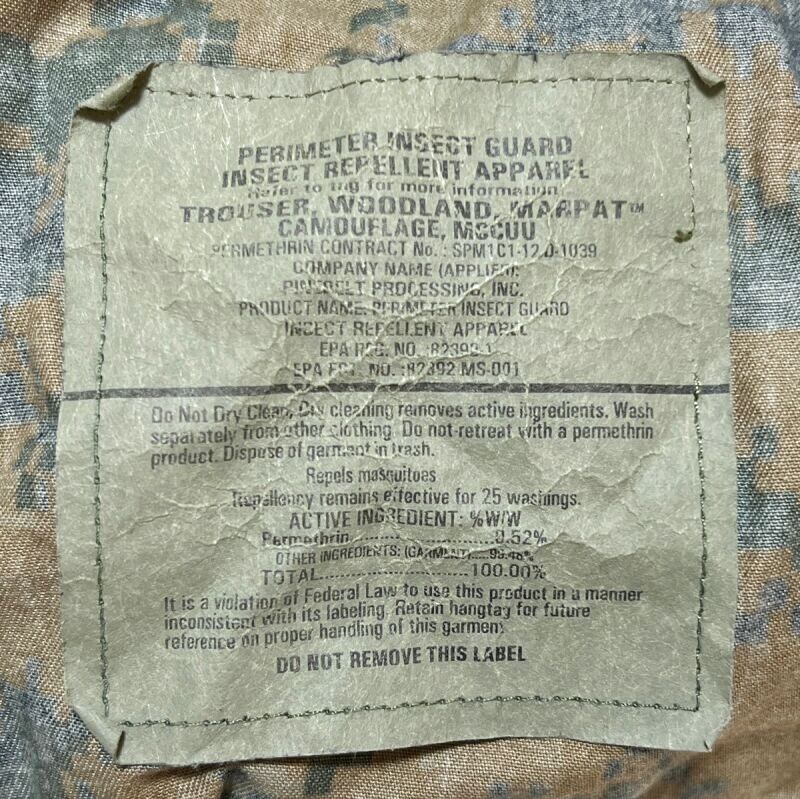 PERIMETER INSECT GUARD
INSECT REPELLENT APPAREL
Refer to tag for more information
TROUSER, WOODLAND, MARPAT™
CAMOUFLAGE, MSCUU
PERMETHRIN CONTRACT No.: SPM1C1-12.D-1039
COMPANY NAME (APPLIER):
PINEBELT PROCESSING, INC.
PRODUCT NAME: PERIMETER INSECT GUARD
INSECT REPELLENT APPAREL
EPA REG. NO. :82392-1
EPA EST. NO. :82392-MS-001
Do Not Dry Clean, Dry cleaning removes active ingredients. Wash
separately from other clothing. Do not-retreat with a permethrin
product. Dispose of garment in trash.
Repels mosquitoes
Repellency remains effective for 25 washings.
ACTIVE INGREDIENT: %W/W
Permethrin.......................0.52%
OTHER INGREDIENTS: (GARMENT).....99.48%
TOTAL.......................100.00%
It is a violation of Federal Law to use this product in a manner
inconsistent with its labeling. Retain hangtag for future
reference on proper handling of this garment
DO NOT REMOVE THIS LABEL